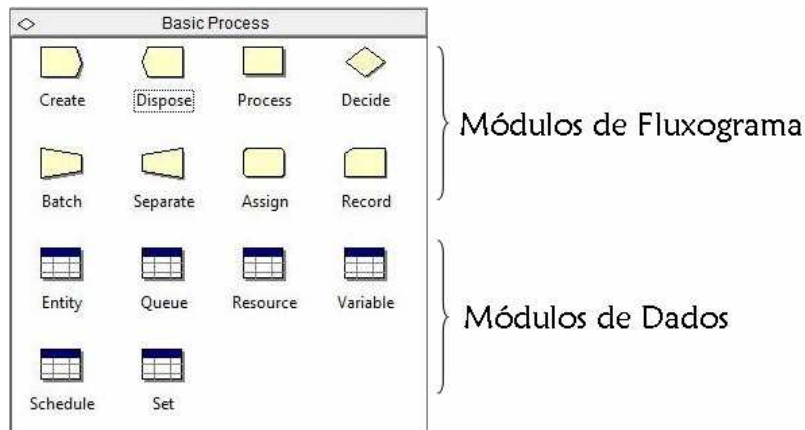 Basic Process
Create Dispose Process Decide
Módulos de Fluxograma
Batch Separate Assign Record
Entity Queue Resource Variable
Módulos de Dados
Schedule Set